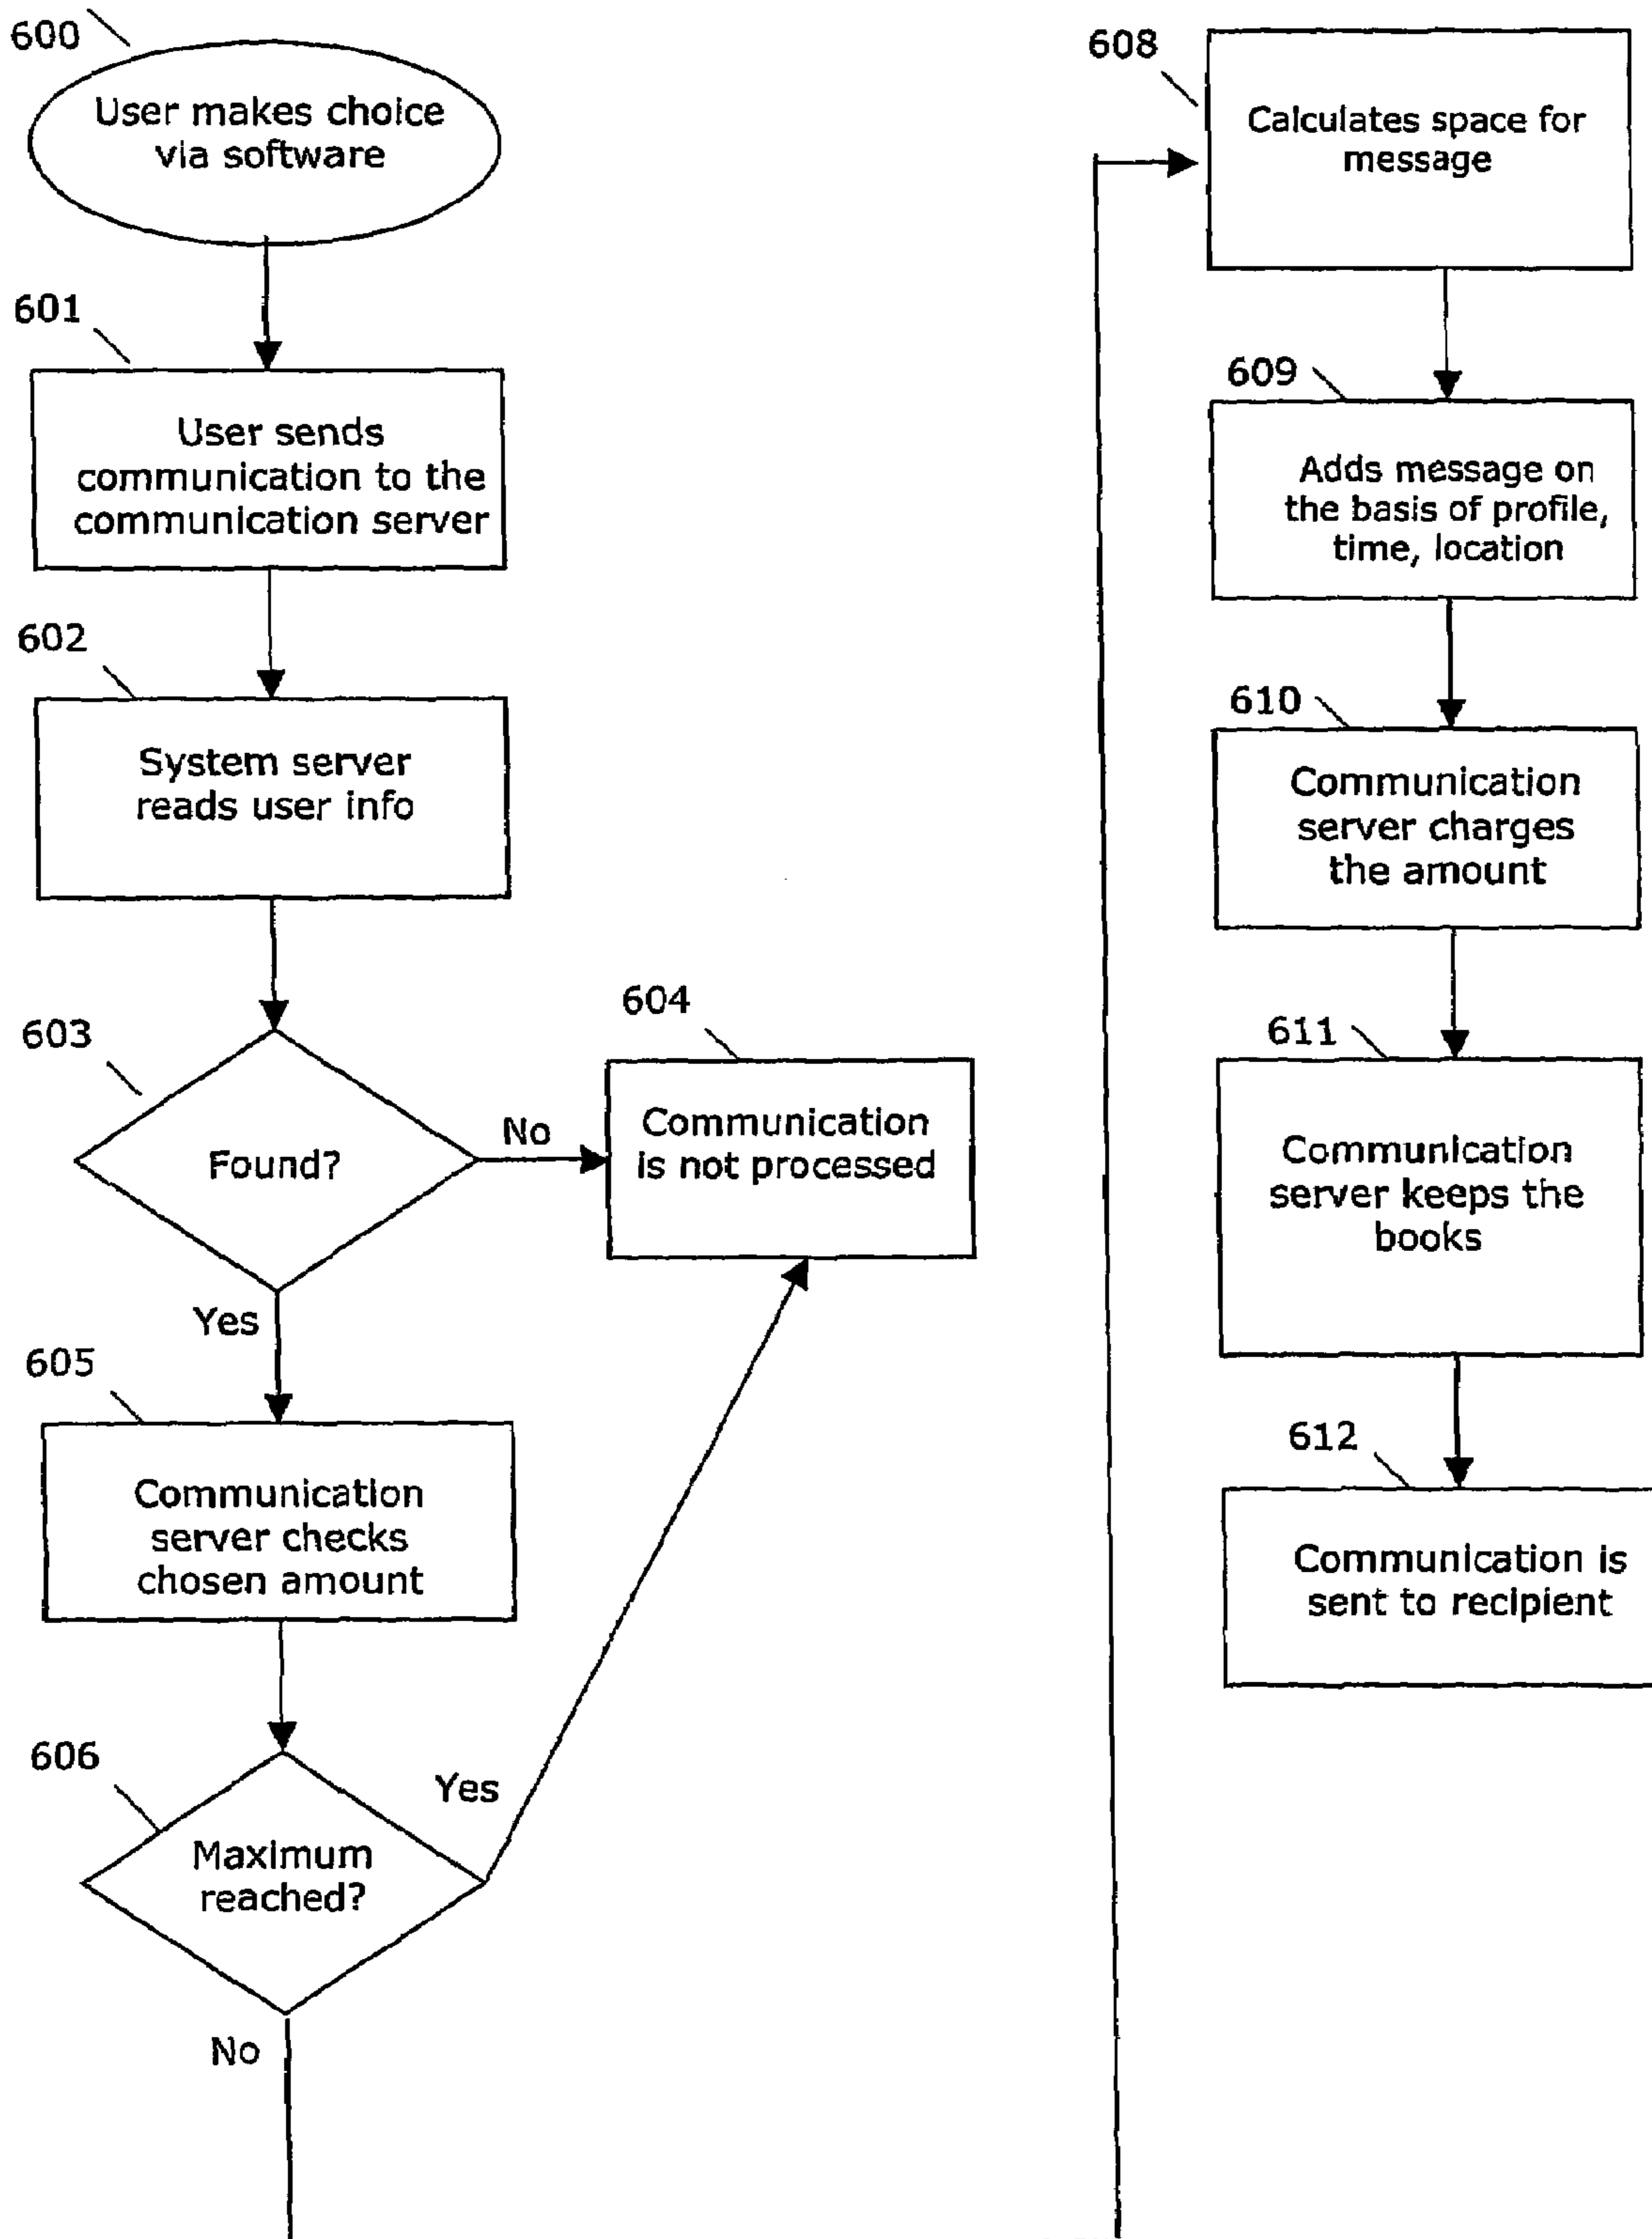 600
User makes choice
via software
601
User sends
communication to the
communication server
602
System server
reads user info
603
Found?
No
604
Communication
is not processed
Yes
605
Communication
server checks
chosen amount
606
Yes
Maximum
reached?
No
608
Calculates space for
message
609
Adds message on
the basis of profile,
time, location
610
Communication
server charges
the amount
611
Communication
server keeps the
books
612
Communication is
sent to recipient